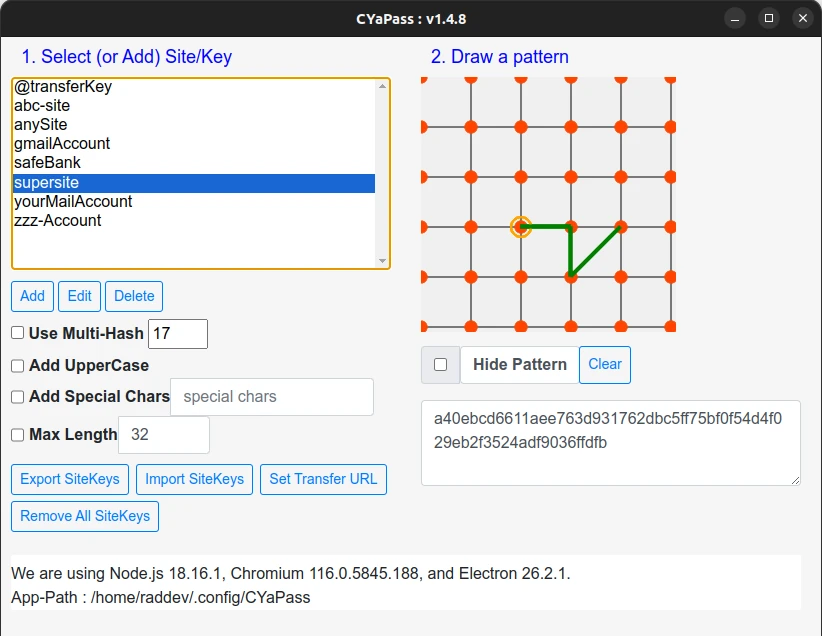 CYaPass : v1.4.8
1. Select (or Add) Site/Key
@transferKey
abc-site
anySite
gmailAccount
safeBank
supersite
yourMailAccount
zzz-Account
Add Edit Delete
Use Multi-Hash 17
Add UpperCase
Add Special Chars special chars
Max Length 32
Export SiteKeys Import SiteKeys Set Transfer URL
Remove All SiteKeys
2. Draw a pattern
Hide Pattern Clear
a40ebcd6611aee763d931762dbc5ff75bf0f54d4f0
29eb2f3524adf9036ffdfb
We are using Node.js 18.16.1, Chromium 116.0.5845.188, and Electron 26.2.1.
App-Path : /home/raddev/.config/CYaPass